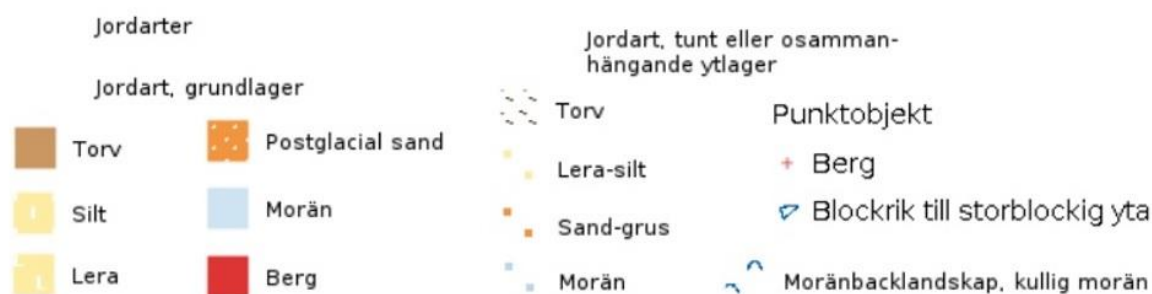 Jordarter
Jordart, grundlager
Torv
Silt
Lera
Postglacial sand
Morän
Berg
Jordart, tunt eller osamman-
hängande ytlager
Torv
Lera-silt
Sand-grus
Morän
Punktobjekt
Berg
Blockrik till storblockig yta
Moränbacklandskap, kullig morän